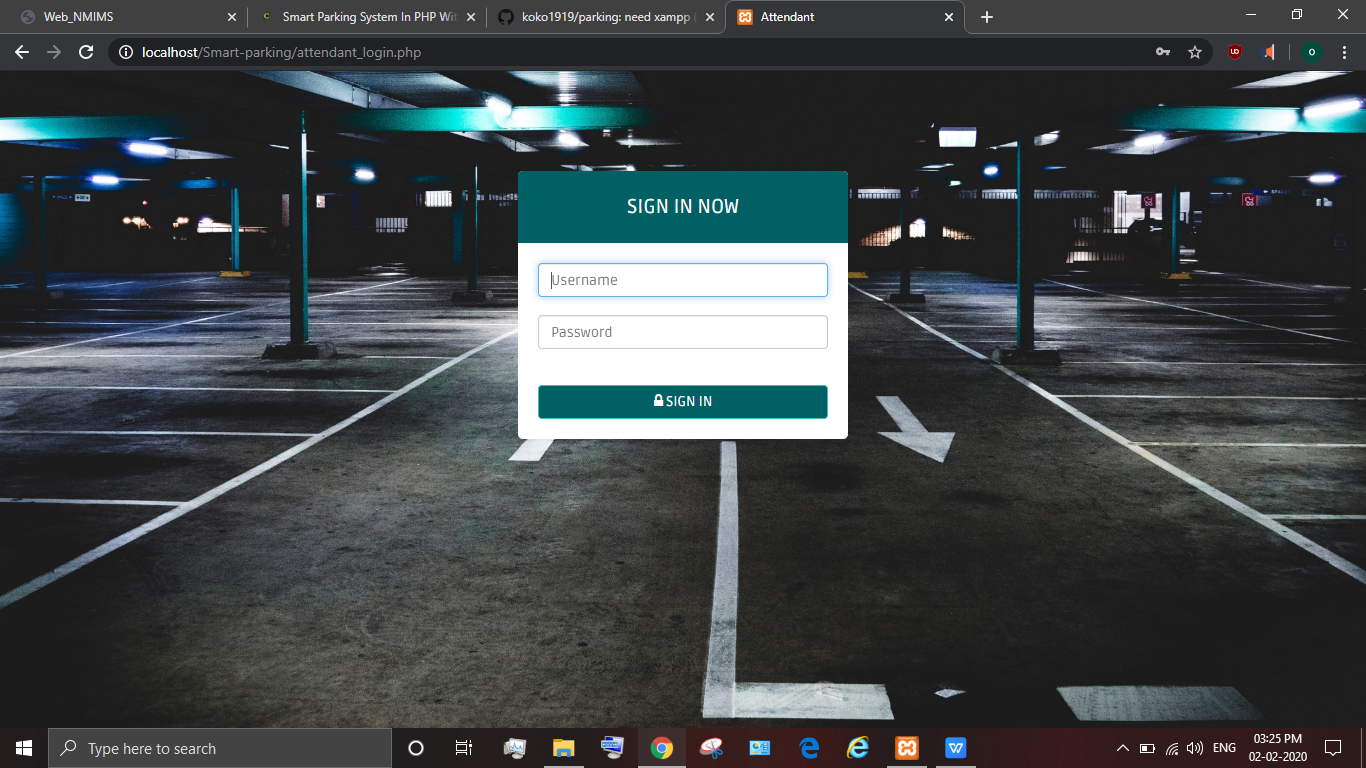 Web_NMIMS
Smart Parking System In PHP Wit
koko1919/parking: need xampp (
Attendant
localhost/Smart-parking/attendant_login.php
SIGN IN NOW
Username
Password
SIGN IN
Type here to search
ENG
03:25 PM
02-02-2020